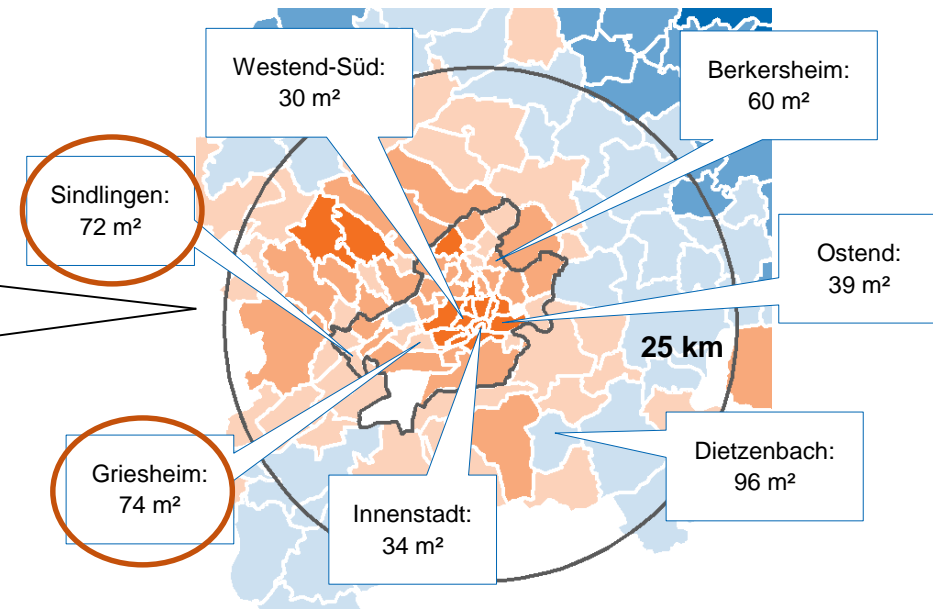 Westend-Süd:
30 m²
Berkersheim:
60 m²
Sindlingen:
72 m²
Ostend:
39 m²
25 km
Griesheim:
74 m²
Innenstadt:
34 m²
Dietzenbach:
96 m²